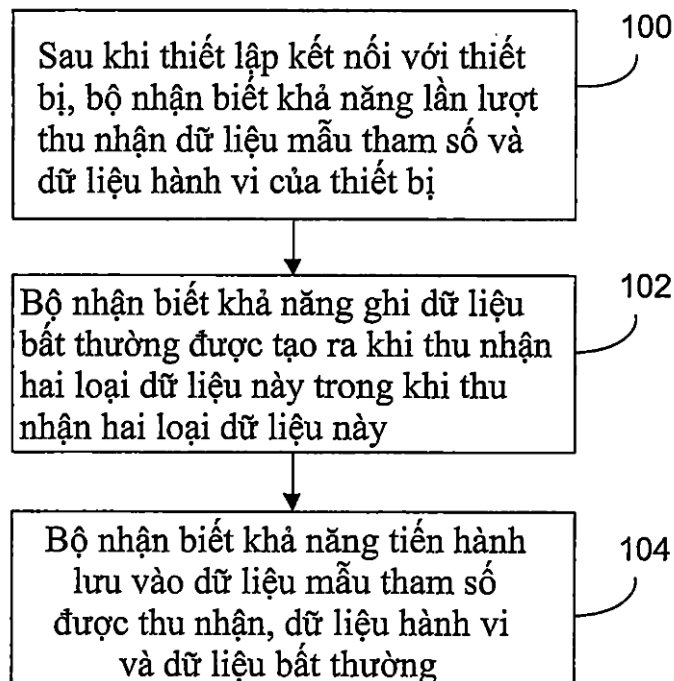 Sau khi thiết lập kết nối với thiết
bị, bộ nhận biết khả năng lần lượt
thu nhận dữ liệu mẫu tham số và
dữ liệu hành vi của thiết bị
100
Bộ nhận biết khả năng ghi dữ liệu
bất thường được tạo ra khi thu nhận
hai loại dữ liệu này trong khi thu
nhận hai loại dữ liệu này
102
Bộ nhận biết khả năng tiến hành
lưu vào dữ liệu mẫu tham số
được thu nhận, dữ liệu hành vi
và dữ liệu bất thường
104